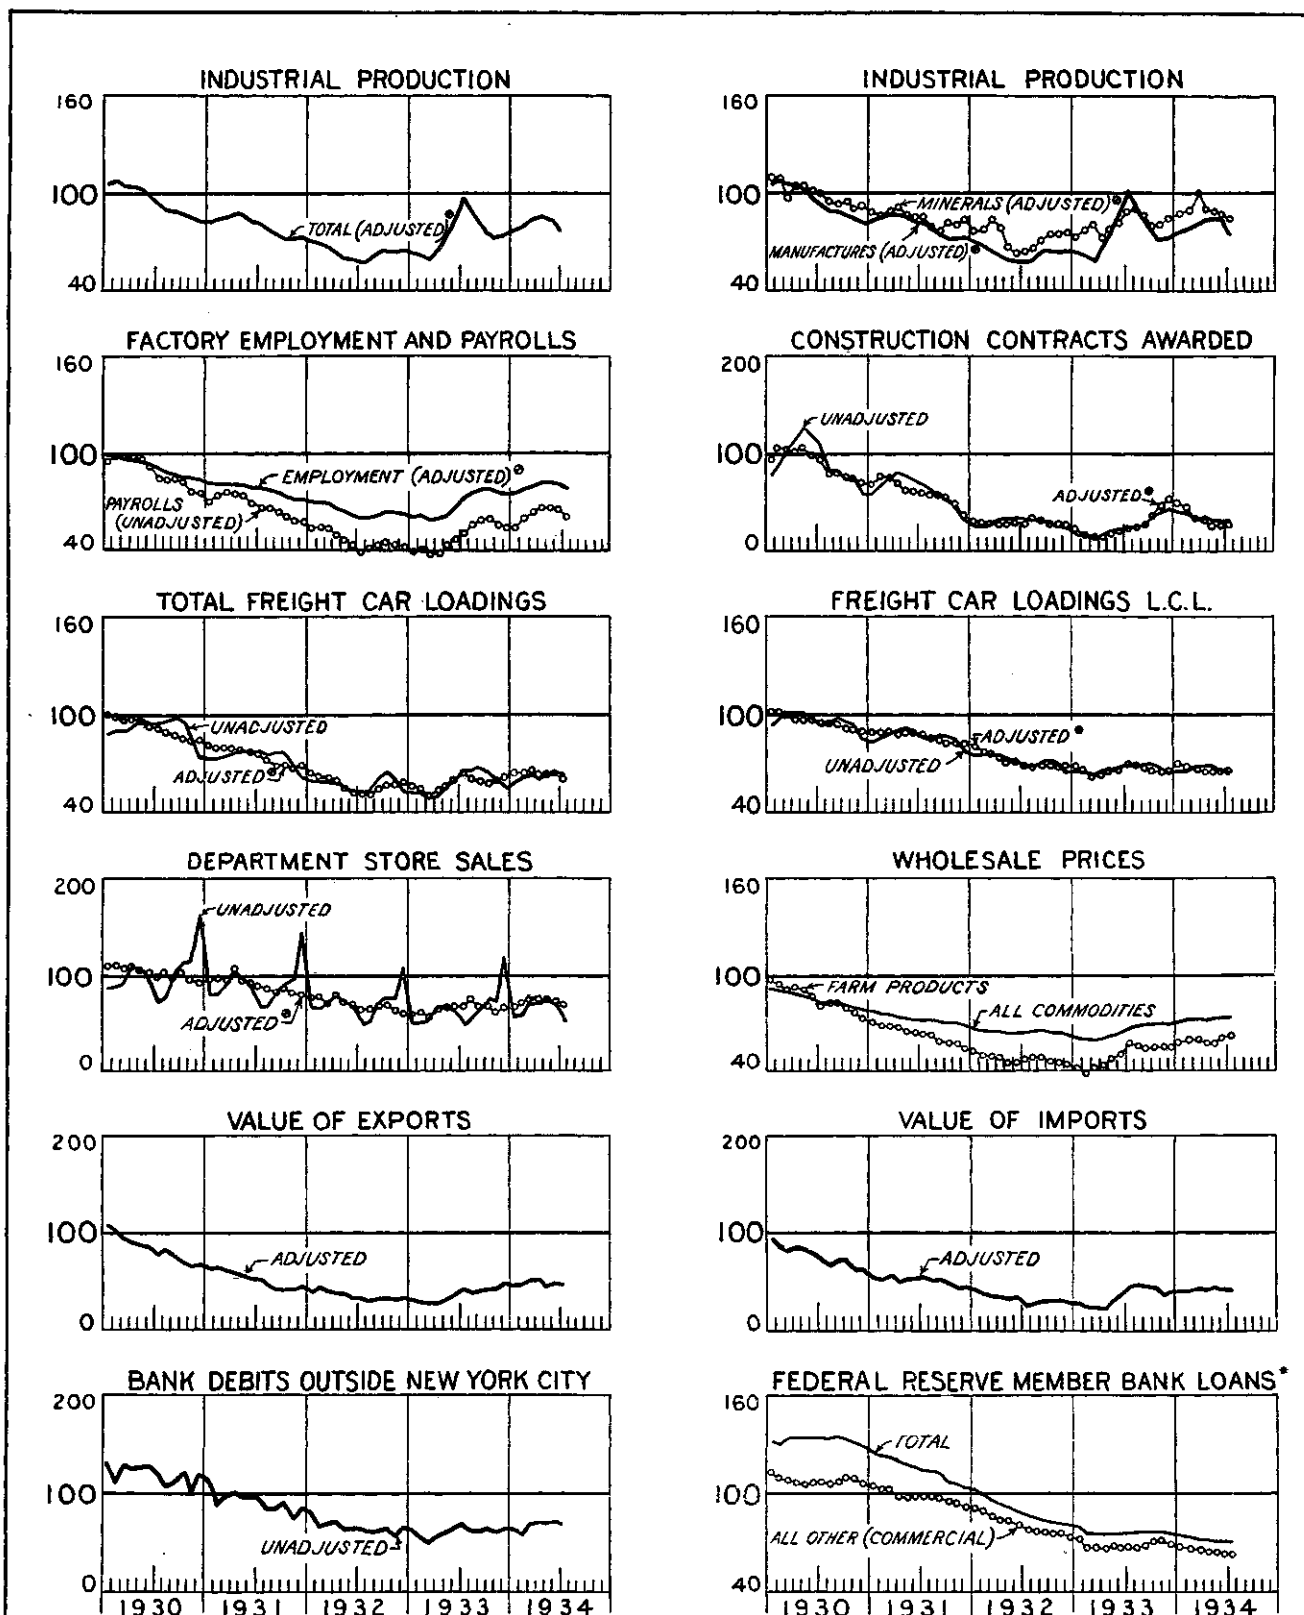 INDUSTRIAL PRODUCTION
160
100
40
TOTAL (ADJUSTED)
INDUSTRIAL PRODUCTION
160
100
40
MINERALS (ADJUSTED)
MANUFACTURES (ADJUSTED)
FACTORY EMPLOYMENT AND PAYROLLS
160
100
40
EMPLOYMENT (ADJUSTED)
PAYROLLS
(UNADJUSTED)
CONSTRUCTION CONTRACTS AWARDED
200
100
0
UNADJUSTED
ADJUSTED
TOTAL FREIGHT CAR LOADINGS
160
100
40
UNADJUSTED
ADJUSTED
FREIGHT CAR LOADINGS L.C.L.
160
100
40
ADJUSTED
UNADJUSTED
DEPARTMENT STORE SALES
200
100
0
UNADJUSTED
ADJUSTED
WHOLESALE PRICES
160
100
40
FARM PRODUCTS
ALL COMMODITIES
VALUE OF EXPORTS
200
100
0
ADJUSTED
VALUE OF IMPORTS
200
100
0
ADJUSTED
BANK DEBITS OUTSIDE NEW YORK CITY
200
100
0
UNADJUSTED
1930 1931 1932 1933 1934
FEDERAL RESERVE MEMBER BANK LOANS*
160
100
40
TOTAL
ALL OTHER (COMMERCIAL)
1930 1931 1932 1933 1934